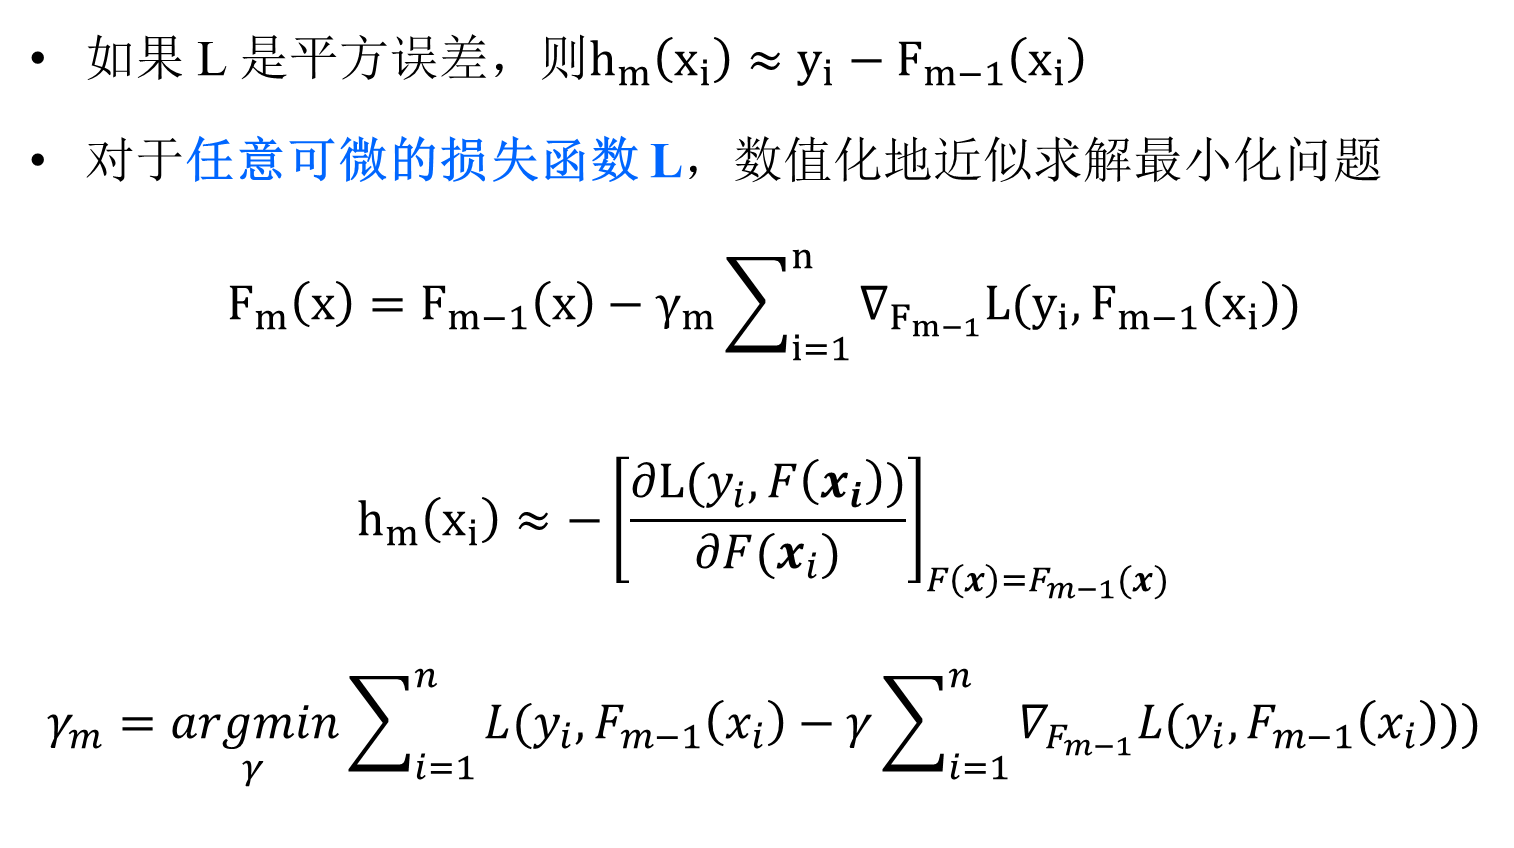 • 如果 L 是平方误差，则hₘ(xᵢ) ≈ yᵢ − Fₘ₋₁(xᵢ)
• 对于任意可微的损失函数 L，数值化地近似求解最小化问题
Fₘ(x) = Fₘ₋₁(x) − γₘ ∑ᵢ₌₁ⁿ ∇_{Fₘ₋₁}L(yᵢ, Fₘ₋₁(xᵢ))
hₘ(xᵢ) ≈ − [∂L(yᵢ, F(xᵢ)) / ∂F(xᵢ)]_{F(x)=Fₘ₋₁(x)}
γₘ = argmin_γ ∑ᵢ₌₁ⁿ L(yᵢ, Fₘ₋₁(xᵢ) − γ ∑ᵢ₌₁ⁿ ∇_{Fₘ₋₁}L(yᵢ, Fₘ₋₁(xᵢ)))